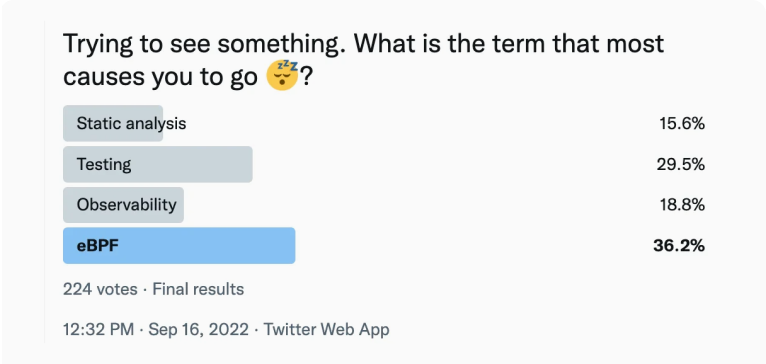 Trying to see something. What is the term that most
causes you to go 😴?
Static analysis 15.6%
Testing 29.5%
Observability 18.8%
eBPF 36.2%
224 votes · Final results
12:32 PM · Sep 16, 2022 · Twitter Web App